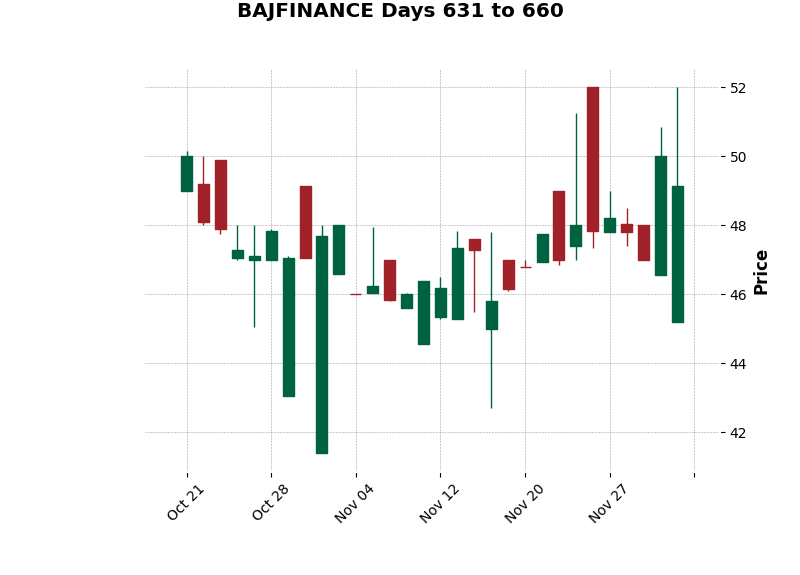 BAJFINANCE Days 631 to 660
52
50
48
46
44
42
Price
Oct 21
Oct 28
Nov 04
Nov 12
Nov 20
Nov 27